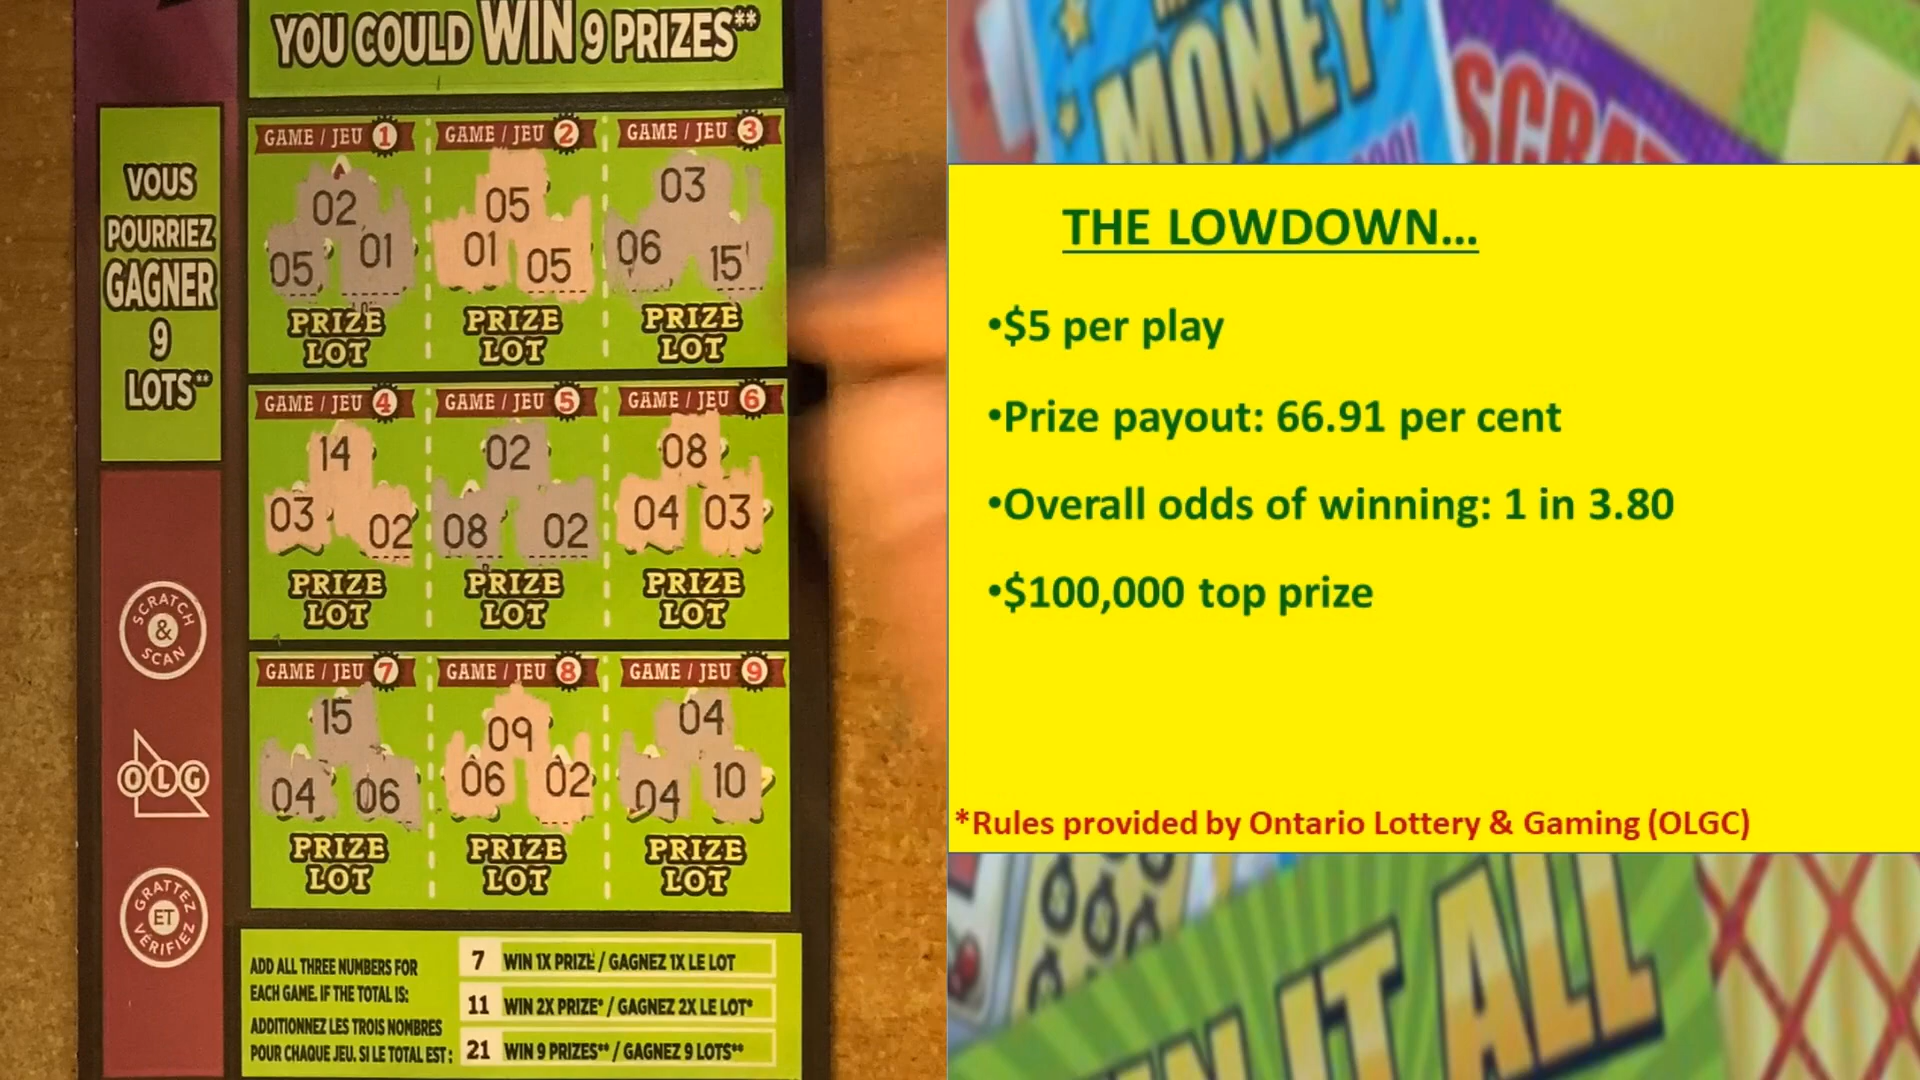 YOU COULD WIN 9 PRIZES**
VOUS
POURRIEZ
GAGNER
9
LOTS**
GAME / JEU 1
02
05 01
PRIZE
LOT
GAME / JEU 2
05
01 05
PRIZE
LOT
GAME / JEU 3
03
06 15
PRIZE
LOT
GAME / JEU 4
14
03 02
PRIZE
LOT
GAME / JEU 5
02
08 02
PRIZE
LOT
GAME / JEU 6
08
04 03
PRIZE
LOT
GAME / JEU 7
15
04 06
PRIZE
LOT
GAME / JEU 8
09
06 02
PRIZE
LOT
GAME / JEU 9
04
04 10
PRIZE
LOT
SCRATCH
&
SCAN
OLG
GRATTEZ
ET
VÉRIFIEZ
ADD ALL THREE NUMBERS FOR
EACH GAME. IF THE TOTAL IS:
ADDITIONNEZ LES TROIS NOMBRES
POUR CHAQUE JEU. SI LE TOTAL EST:
7 WIN 1X PRIZE / GAGNEZ 1X LE LOT
11 WIN 2X PRIZE* / GAGNEZ 2X LE LOT*
21 WIN 9 PRIZES** / GAGNEZ 9 LOTS**
MONEY
THE LOWDOWN...
•$5 per play
•Prize payout: 66.91 per cent
•Overall odds of winning: 1 in 3.80
•$100,000 top prize
*Rules provided by Ontario Lottery & Gaming (OLGC)
IT ALL